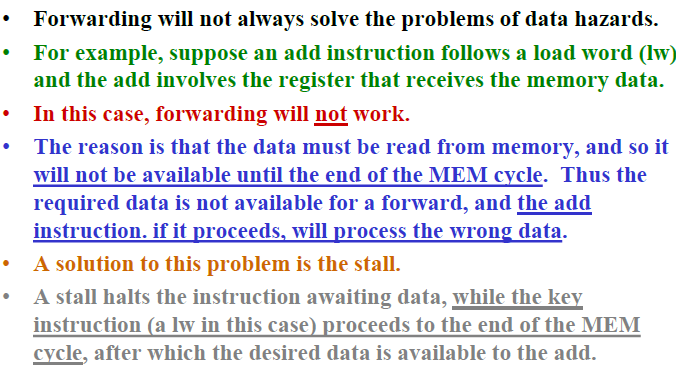 • Forwarding will not always solve the problems of data hazards.
• For example, suppose an add instruction follows a load word (lw)
and the add involves the register that receives the memory data.
• In this case, forwarding will not work.
• The reason is that the data must be read from memory, and so it
will not be available until the end of the MEM cycle.  Thus the
required data is not available for a forward, and the add
instruction. if it proceeds, will process the wrong data.
• A solution to this problem is the stall.
• A stall halts the instruction awaiting data, while the key
instruction (a lw in this case) proceeds to the end of the MEM
cycle, after which the desired data is available to the add.